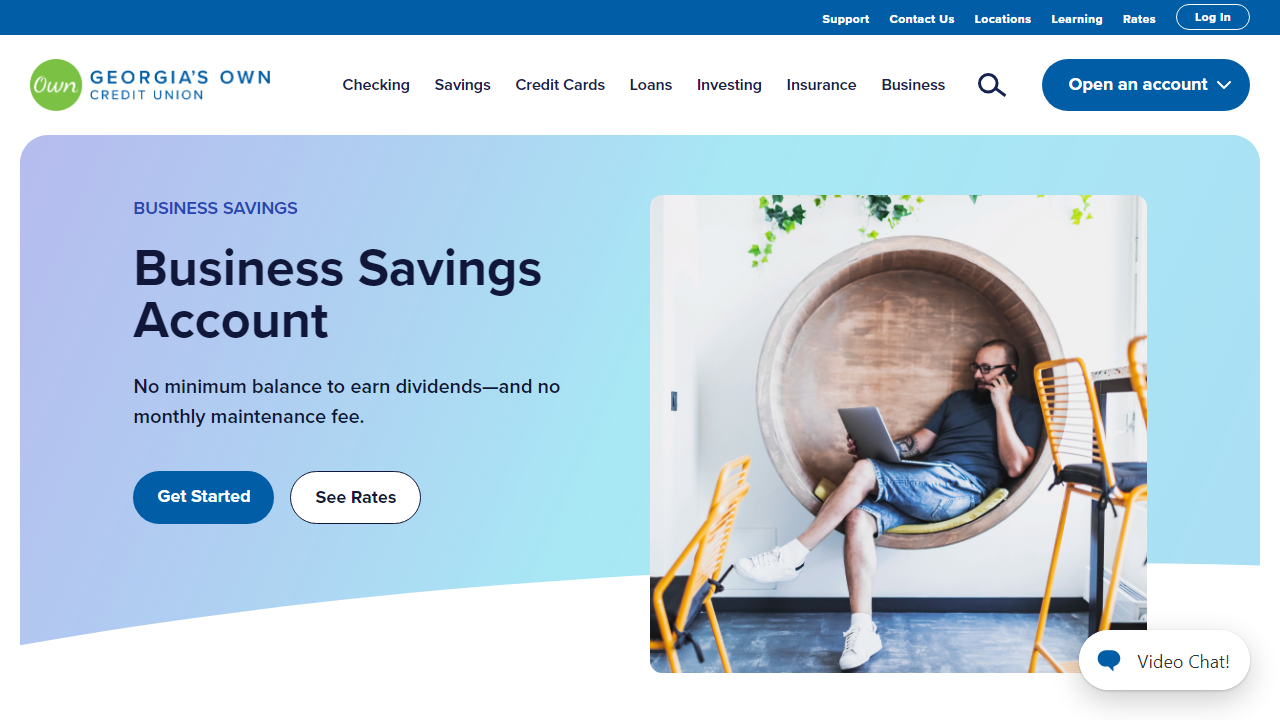 Support Contact Us Locations Learning Rates Log In
Own GEORGIA'S OWN
CREDIT UNION
Checking Savings Credit Cards Loans Investing Insurance Business Open an account
BUSINESS SAVINGS
Business Savings
Account
No minimum balance to earn dividends—and no
monthly maintenance fee.
Get Started See Rates
Video Chat!